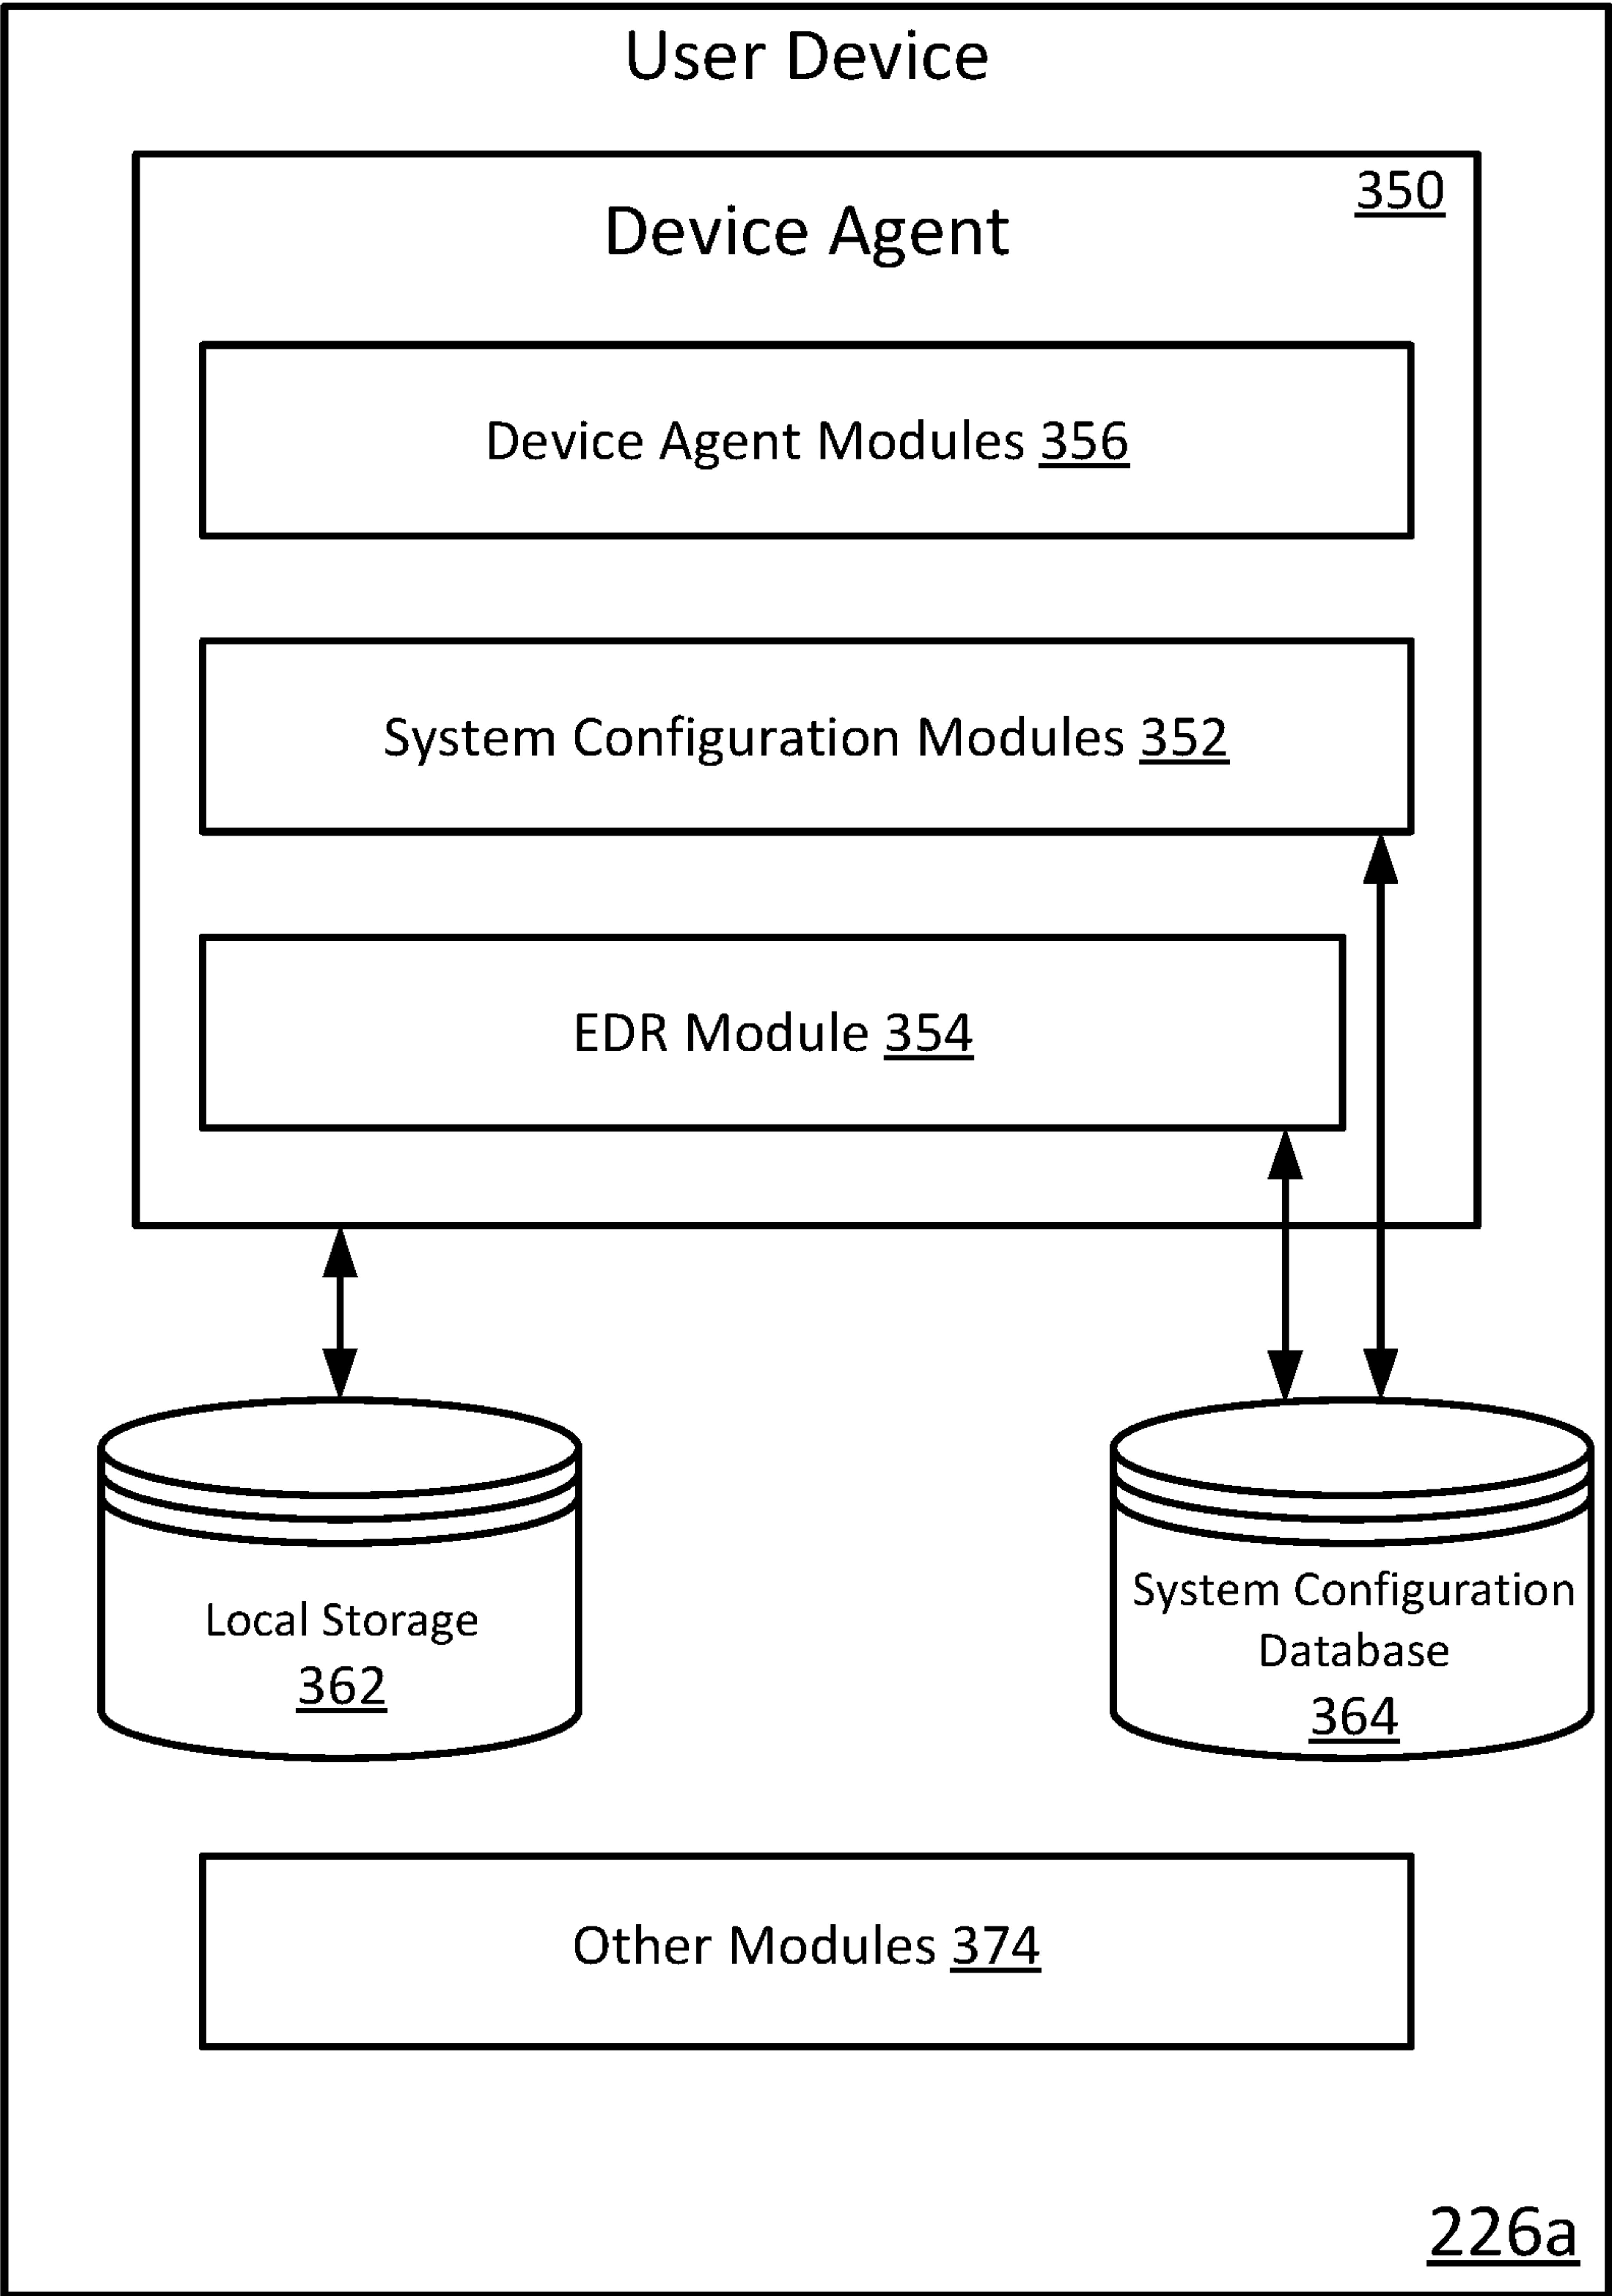 User Device
350
Device Agent
Device Agent Modules 356
System Configuration Modules 352
EDR Module 354
Local Storage
362
System Configuration
Database
364
Other Modules 374
226a